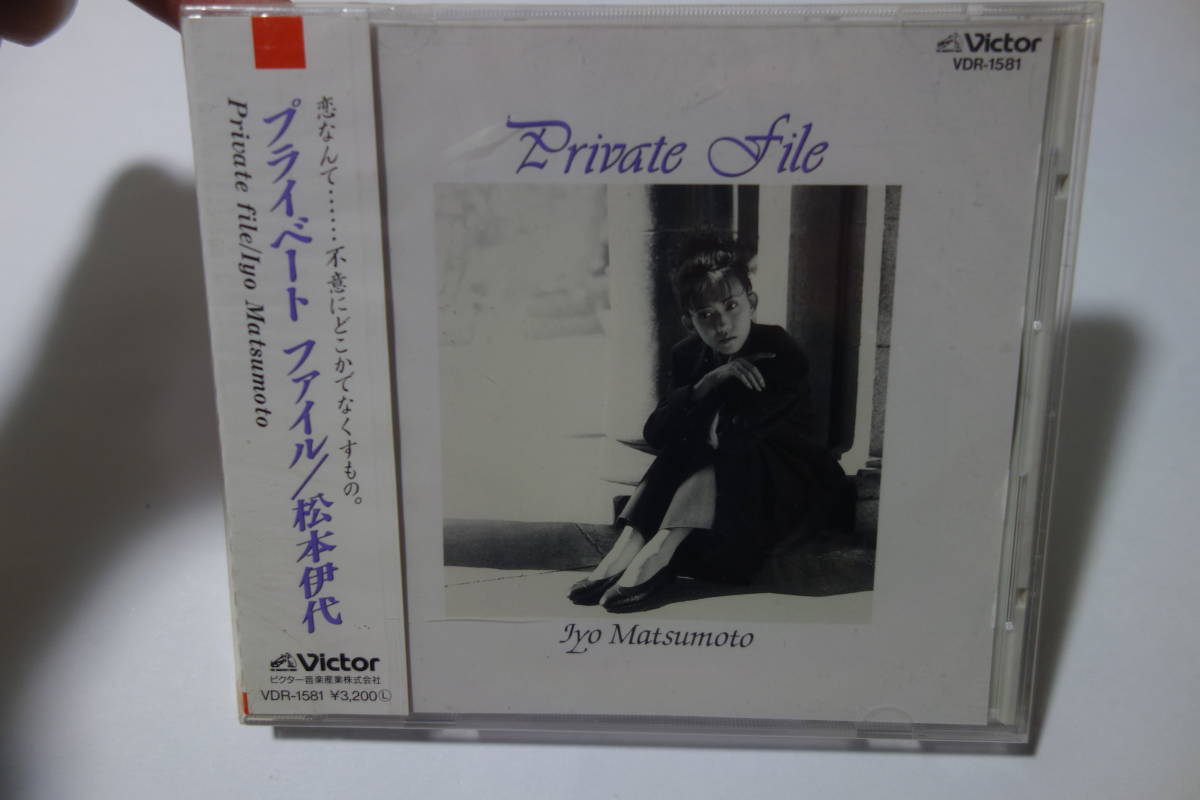 恋なんて……不意にどこかでなくすもの。
プライベート ファイル/松本伊代
Private file/Iyo Matsumoto
Victor
ビクター音楽産業株式会社
VDR-1581 ¥3,200Ⓛ
Victor
VDR-1581
Private File
Iyo Matsumoto